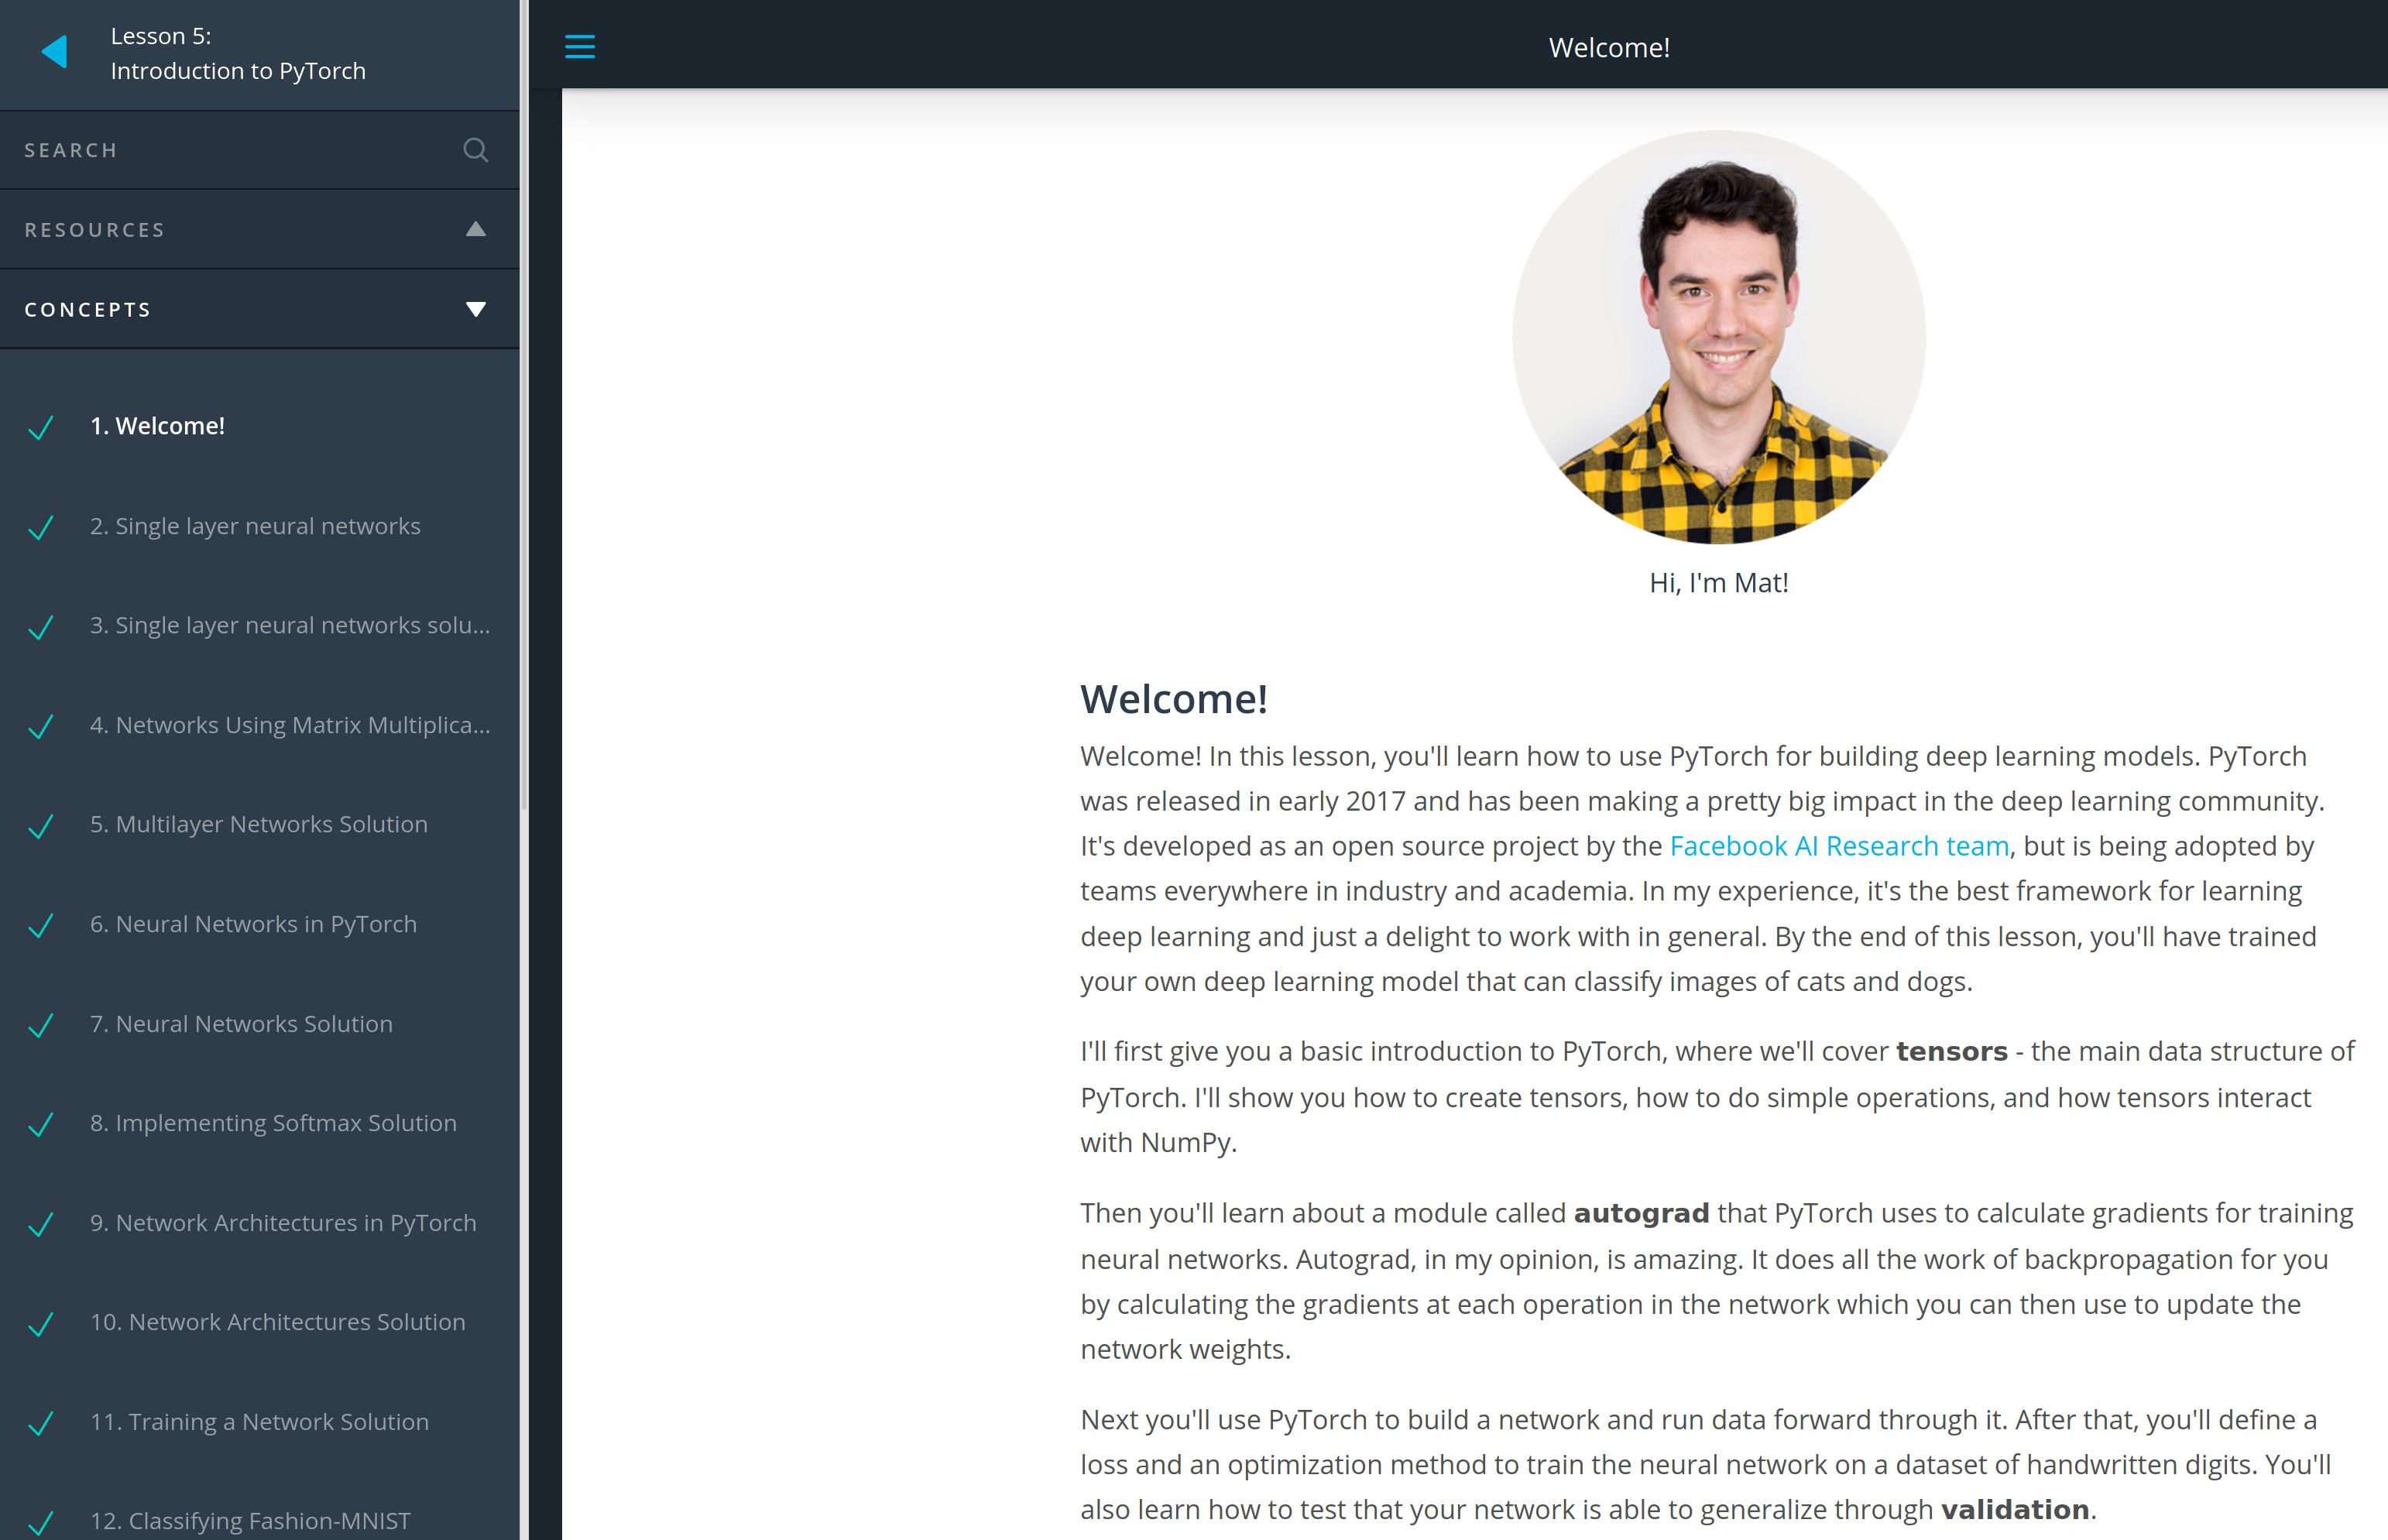 Lesson 5:
Introduction to PyTorch
SEARCH
RESOURCES
CONCEPTS
1. Welcome!
2. Single layer neural networks
3. Single layer neural networks solu...
4. Networks Using Matrix Multiplica...
5. Multilayer Networks Solution
6. Neural Networks in PyTorch
7. Neural Networks Solution
8. Implementing Softmax Solution
9. Network Architectures in PyTorch
10. Network Architectures Solution
11. Training a Network Solution
12. Classifying Fashion-MNIST
Welcome!
Hi, I'm Mat!
Welcome!
Welcome! In this lesson, you'll learn how to use PyTorch for building deep learning models. PyTorch
was released in early 2017 and has been making a pretty big impact in the deep learning community.
It's developed as an open source project by the Facebook AI Research team, but is being adopted by
teams everywhere in industry and academia. In my experience, it's the best framework for learning
deep learning and just a delight to work with in general. By the end of this lesson, you'll have trained
your own deep learning model that can classify images of cats and dogs.
I'll first give you a basic introduction to PyTorch, where we'll cover tensors - the main data structure of
PyTorch. I'll show you how to create tensors, how to do simple operations, and how tensors interact
with NumPy.
Then you'll learn about a module called autograd that PyTorch uses to calculate gradients for training
neural networks. Autograd, in my opinion, is amazing. It does all the work of backpropagation for you
by calculating the gradients at each operation in the network which you can then use to update the
network weights.
Next you'll use PyTorch to build a network and run data forward through it. After that, you'll define a
loss and an optimization method to train the neural network on a dataset of handwritten digits. You'll
also learn how to test that your network is able to generalize through validation.